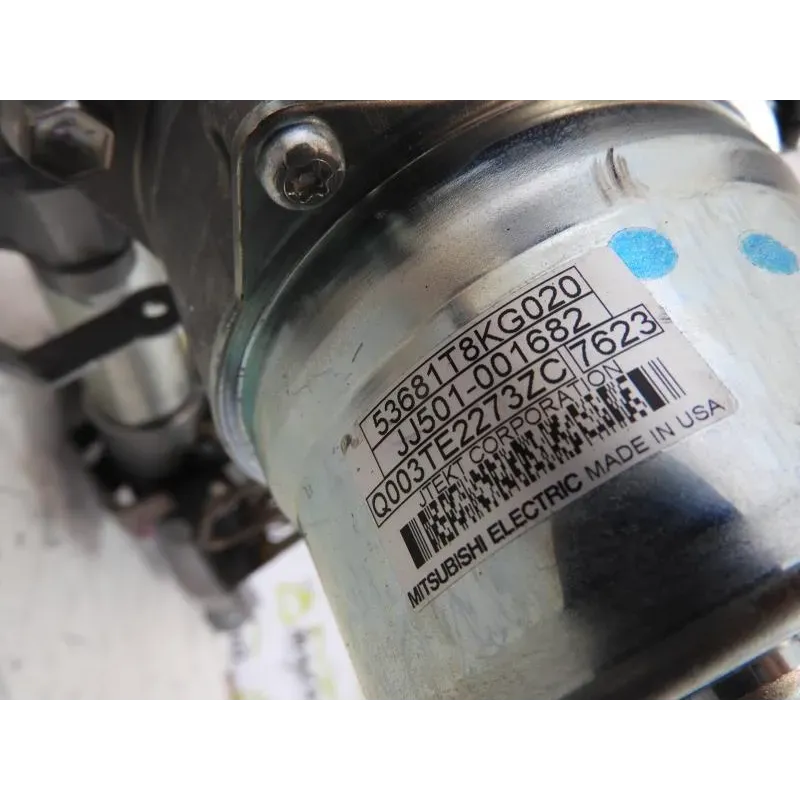 53681T8KG020
JJ501-001682
Q003TE2273ZC 7623
JTEKT CORPORATION
MITSUBISHI ELECTRIC MADE IN USA